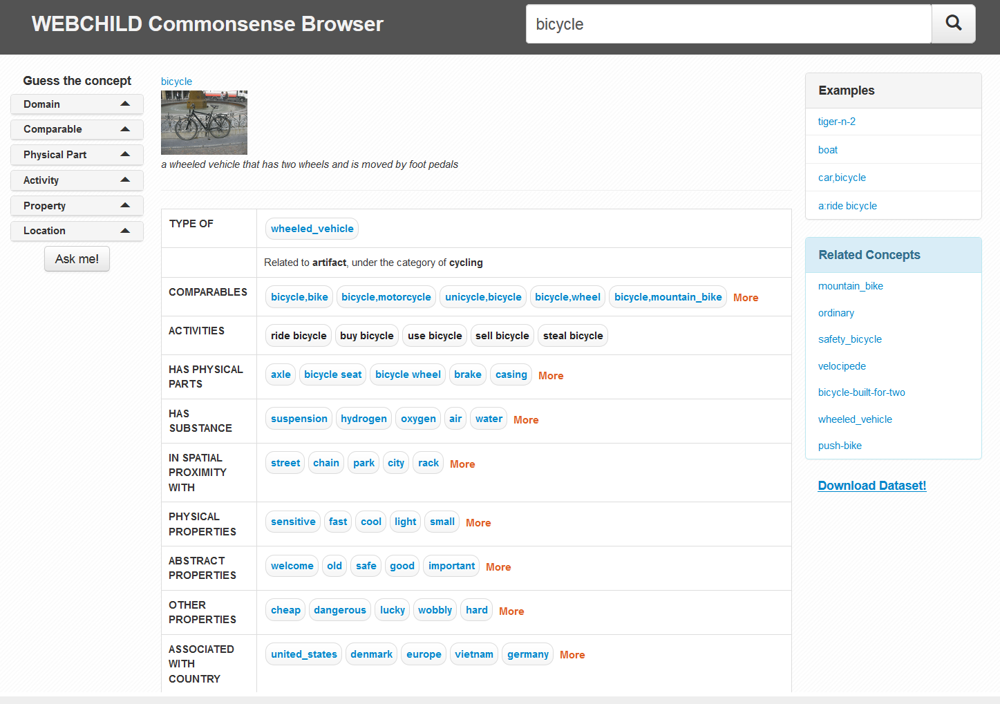 WEBCHILD Commonsense Browser
bicycle
Guess the concept
Domain
Comparable
Physical Part
Activity
Property
Location
Ask me!
bicycle
a wheeled vehicle that has two wheels and is moved by foot pedals
TYPE OF
wheeled_vehicle
Related to artifact, under the category of cycling
COMPARABLES
bicycle,bike bicycle,motorcycle unicycle,bicycle bicycle,wheel bicycle,mountain_bike More
ACTIVITIES
ride bicycle buy bicycle use bicycle sell bicycle steal bicycle
HAS PHYSICAL
PARTS
axle bicycle seat bicycle wheel brake casing More
HAS
SUBSTANCE
suspension hydrogen oxygen air water More
IN SPATIAL
PROXIMITY
WITH
street chain park city rack More
PHYSICAL
PROPERTIES
sensitive fast cool light small More
ABSTRACT
PROPERTIES
welcome old safe good important More
OTHER
PROPERTIES
cheap dangerous lucky wobbly hard More
ASSOCIATED
WITH
COUNTRY
united_states denmark europe vietnam germany More
Examples
tiger-n-2
boat
car,bicycle
a:ride bicycle
Related Concepts
mountain_bike
ordinary
safety_bicycle
velocipede
bicycle-built-for-two
wheeled_vehicle
push-bike
Download Dataset!